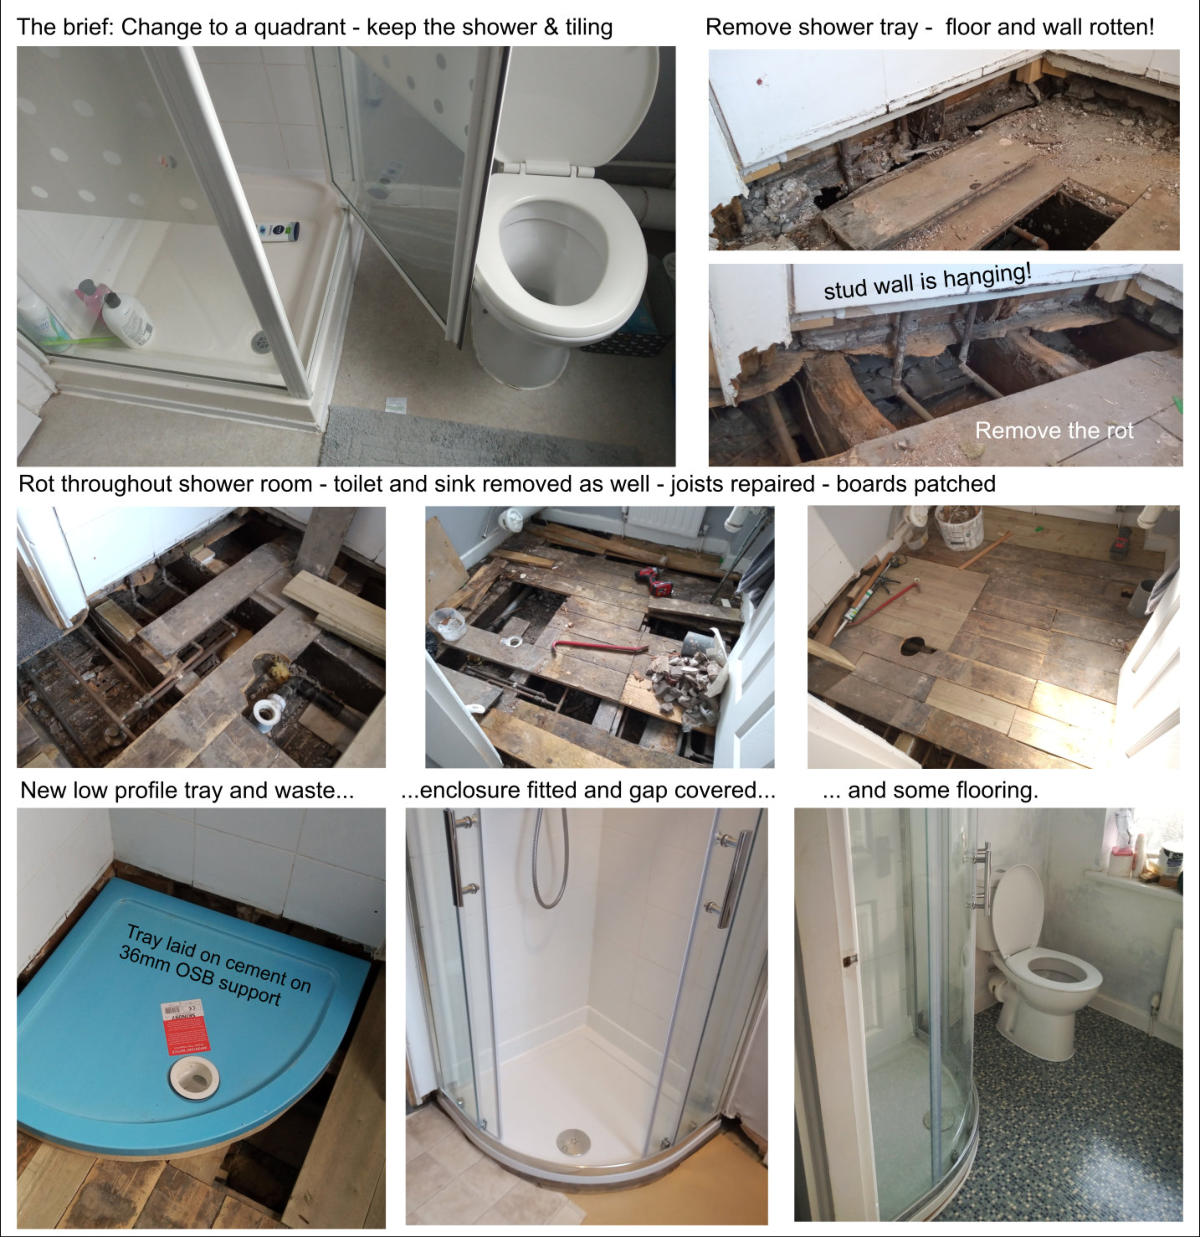 The brief: Change to a quadrant - keep the shower & tiling
Remove shower tray -  floor and wall rotten!
stud wall is hanging!
Remove the rot
Rot throughout shower room - toilet and sink removed as well - joists repaired - boards patched
New low profile tray and waste...
...enclosure fitted and gap covered...
... and some flooring.
Tray laid on cement on
36mm OSB support